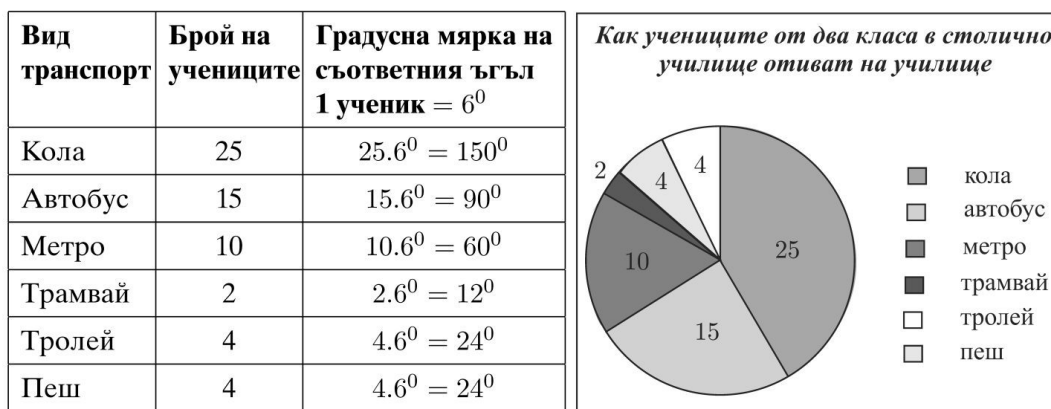 Вид транспорт | Брой на учениците | Градусна мярка на съответния ъгъл 1 ученик = 6⁰
Кола | 25 | 25.6⁰ = 150⁰
Автобус | 15 | 15.6⁰ = 90⁰
Метро | 10 | 10.6⁰ = 60⁰
Трамвай | 2 | 2.6⁰ = 12⁰
Тролей | 4 | 4.6⁰ = 24⁰
Пеш | 4 | 4.6⁰ = 24⁰
Как учениците от два класа в столично
училище отиват на училище
2
4
4
10
25
15
кола
автобус
метро
трамвай
тролей
пеш